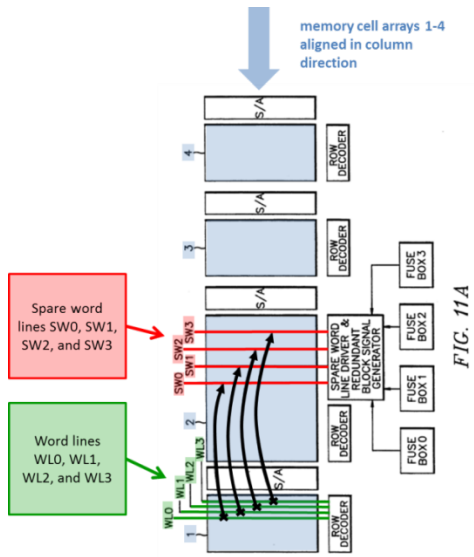 memory cell arrays 1-4
aligned in column
direction
S/A
4
ROW
DECODER
S/A
3
ROW
DECODER
S/A
Spare word
lines SW0, SW1,
SW2, and SW3
SW3
SW2
SW1
SW0
SPARE WORD
LINE DRIVER &
REDUNDANT
BLOCK SIGNAL
GENERATOR
FUSE
BOX3
FUSE
BOX2
FUSE
BOX1
FUSE
BOX0
FIG. 11A
2
ROW
DECODER
Word lines
WL0, WL1,
WL2, and WL3
WL3
WL2
WL1
WL0
S/A
1
ROW
DECODER